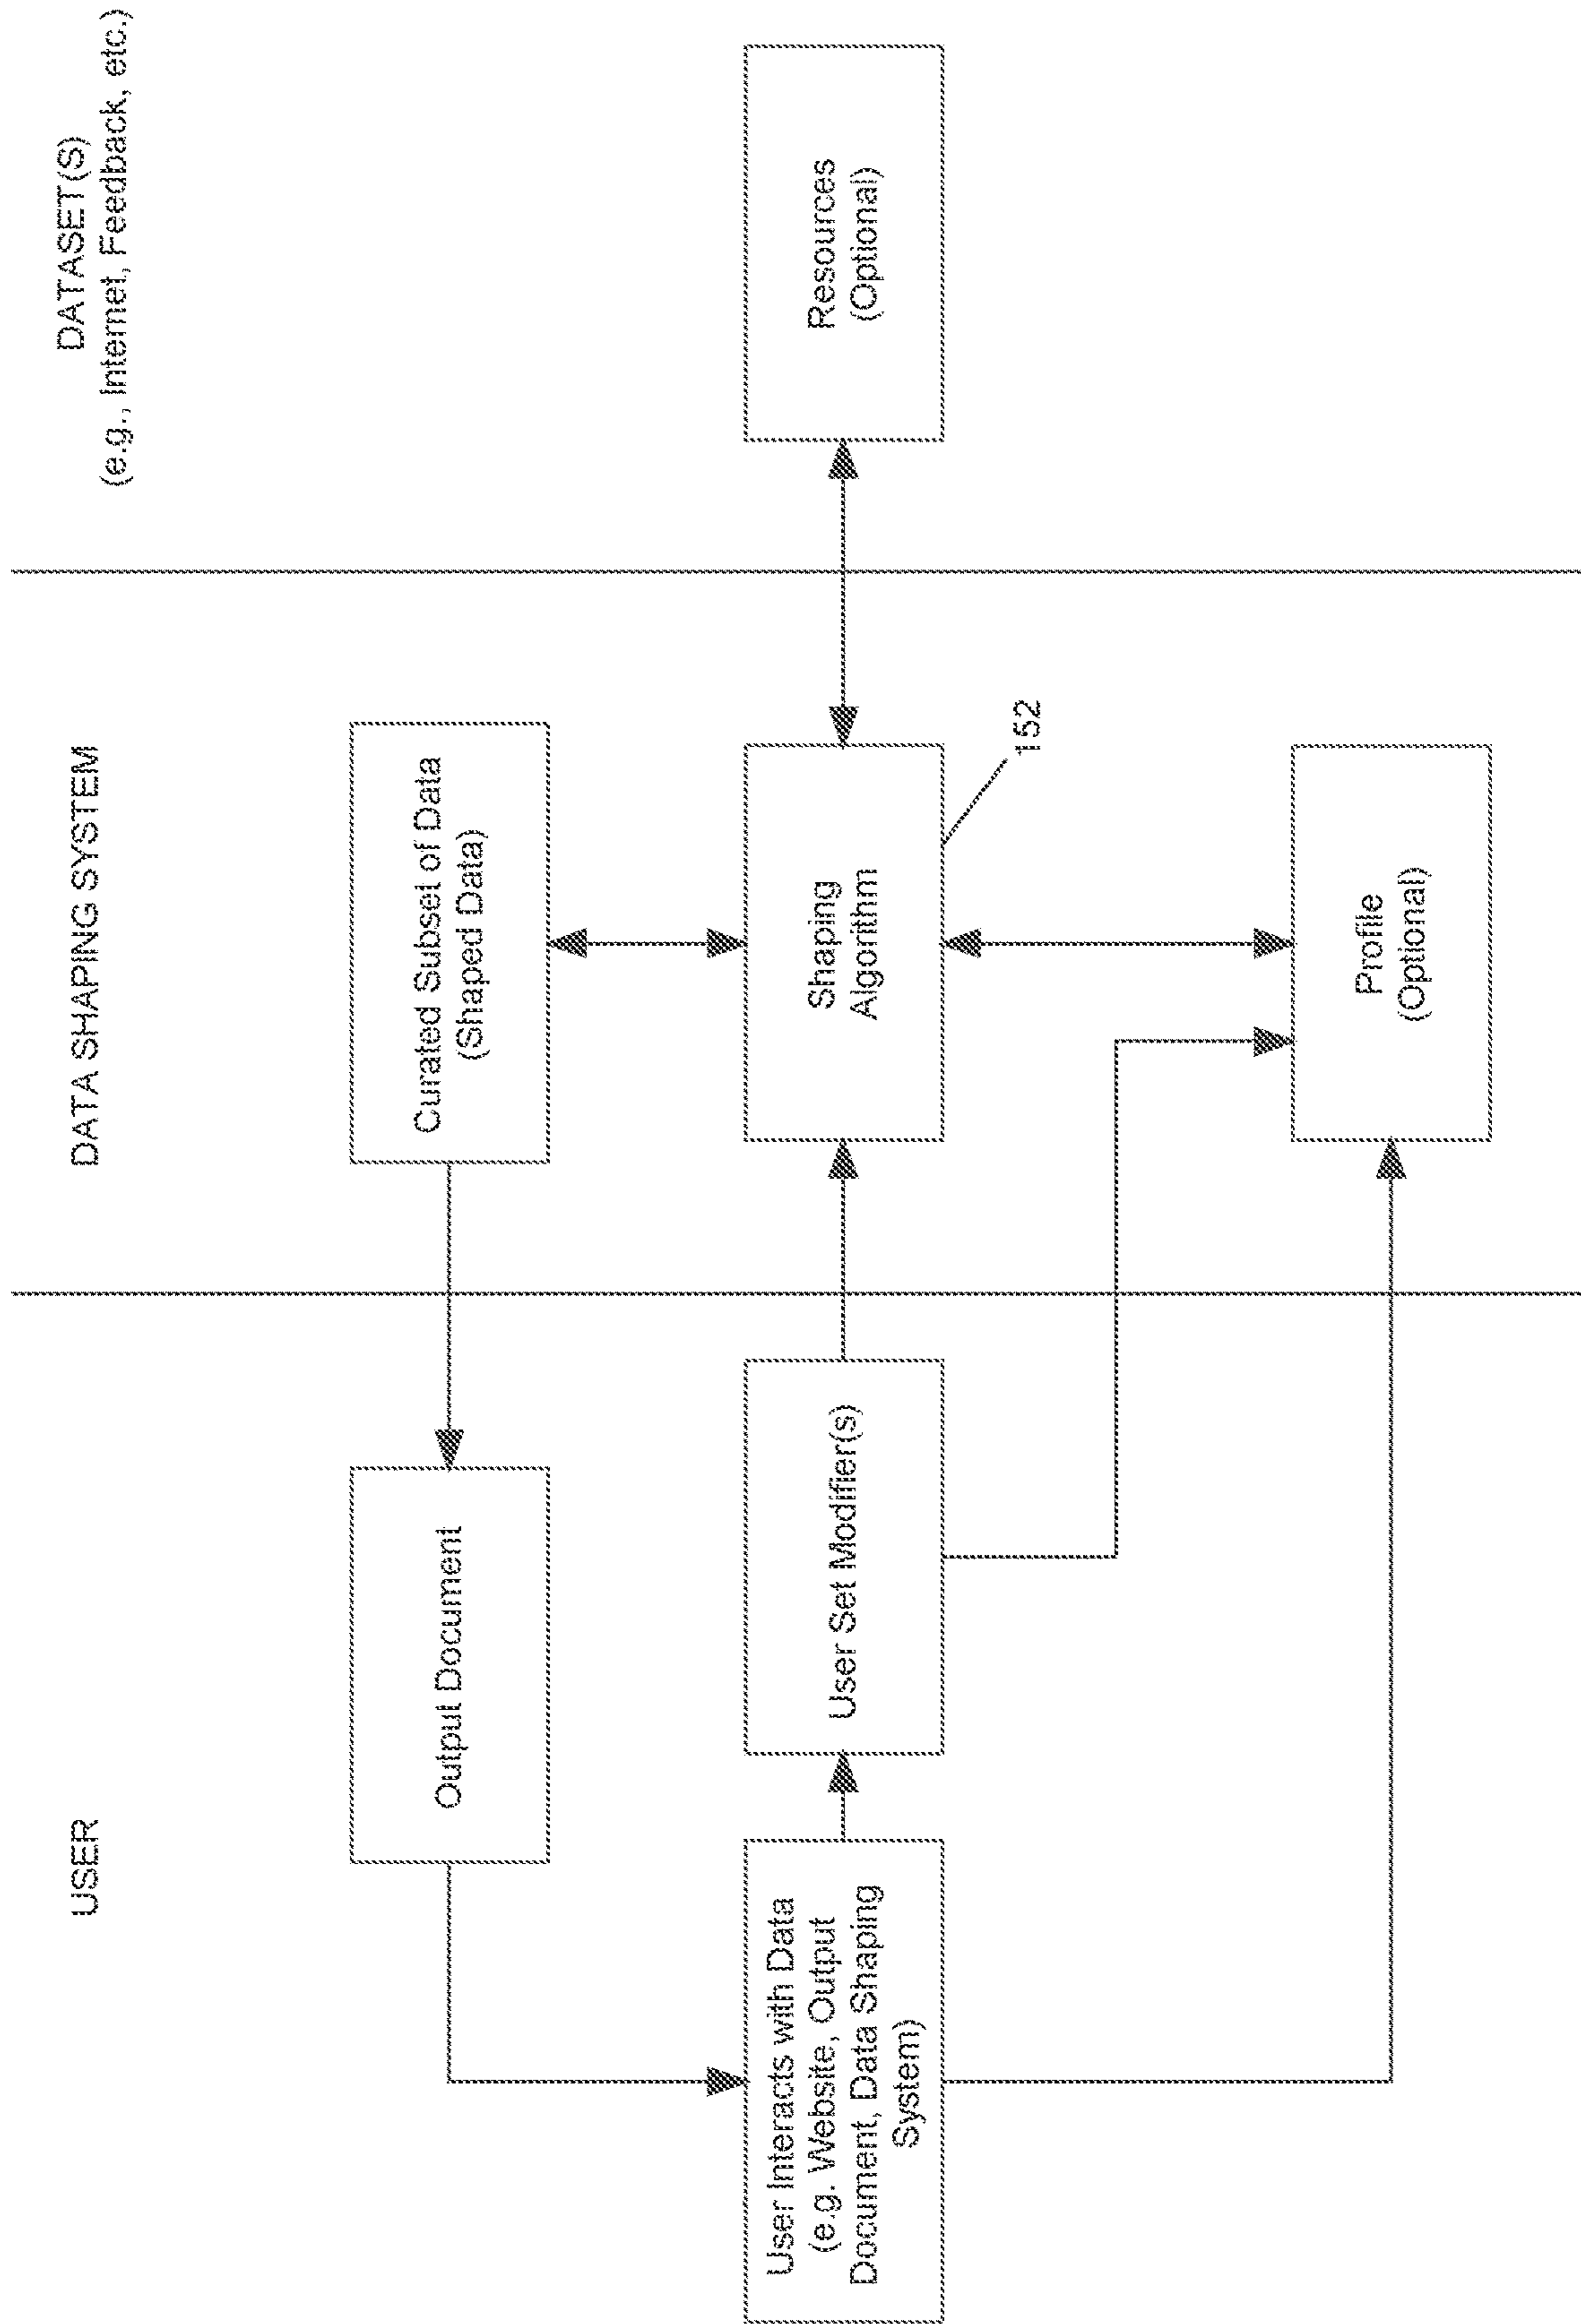 USER
DATA SHAPING SYSTEM
DATASET(S)
(e.g., Internet, Feedback, etc.)
Output Document
Curated Subset of Data
(Shaped Data)
User Interacts with Data
(e.g. Website, Output
Document, Data Shaping
System)
User Set Modifier(s)
Shaping
Algorithm
152
Resources
(Optional)
Profile
(Optional)